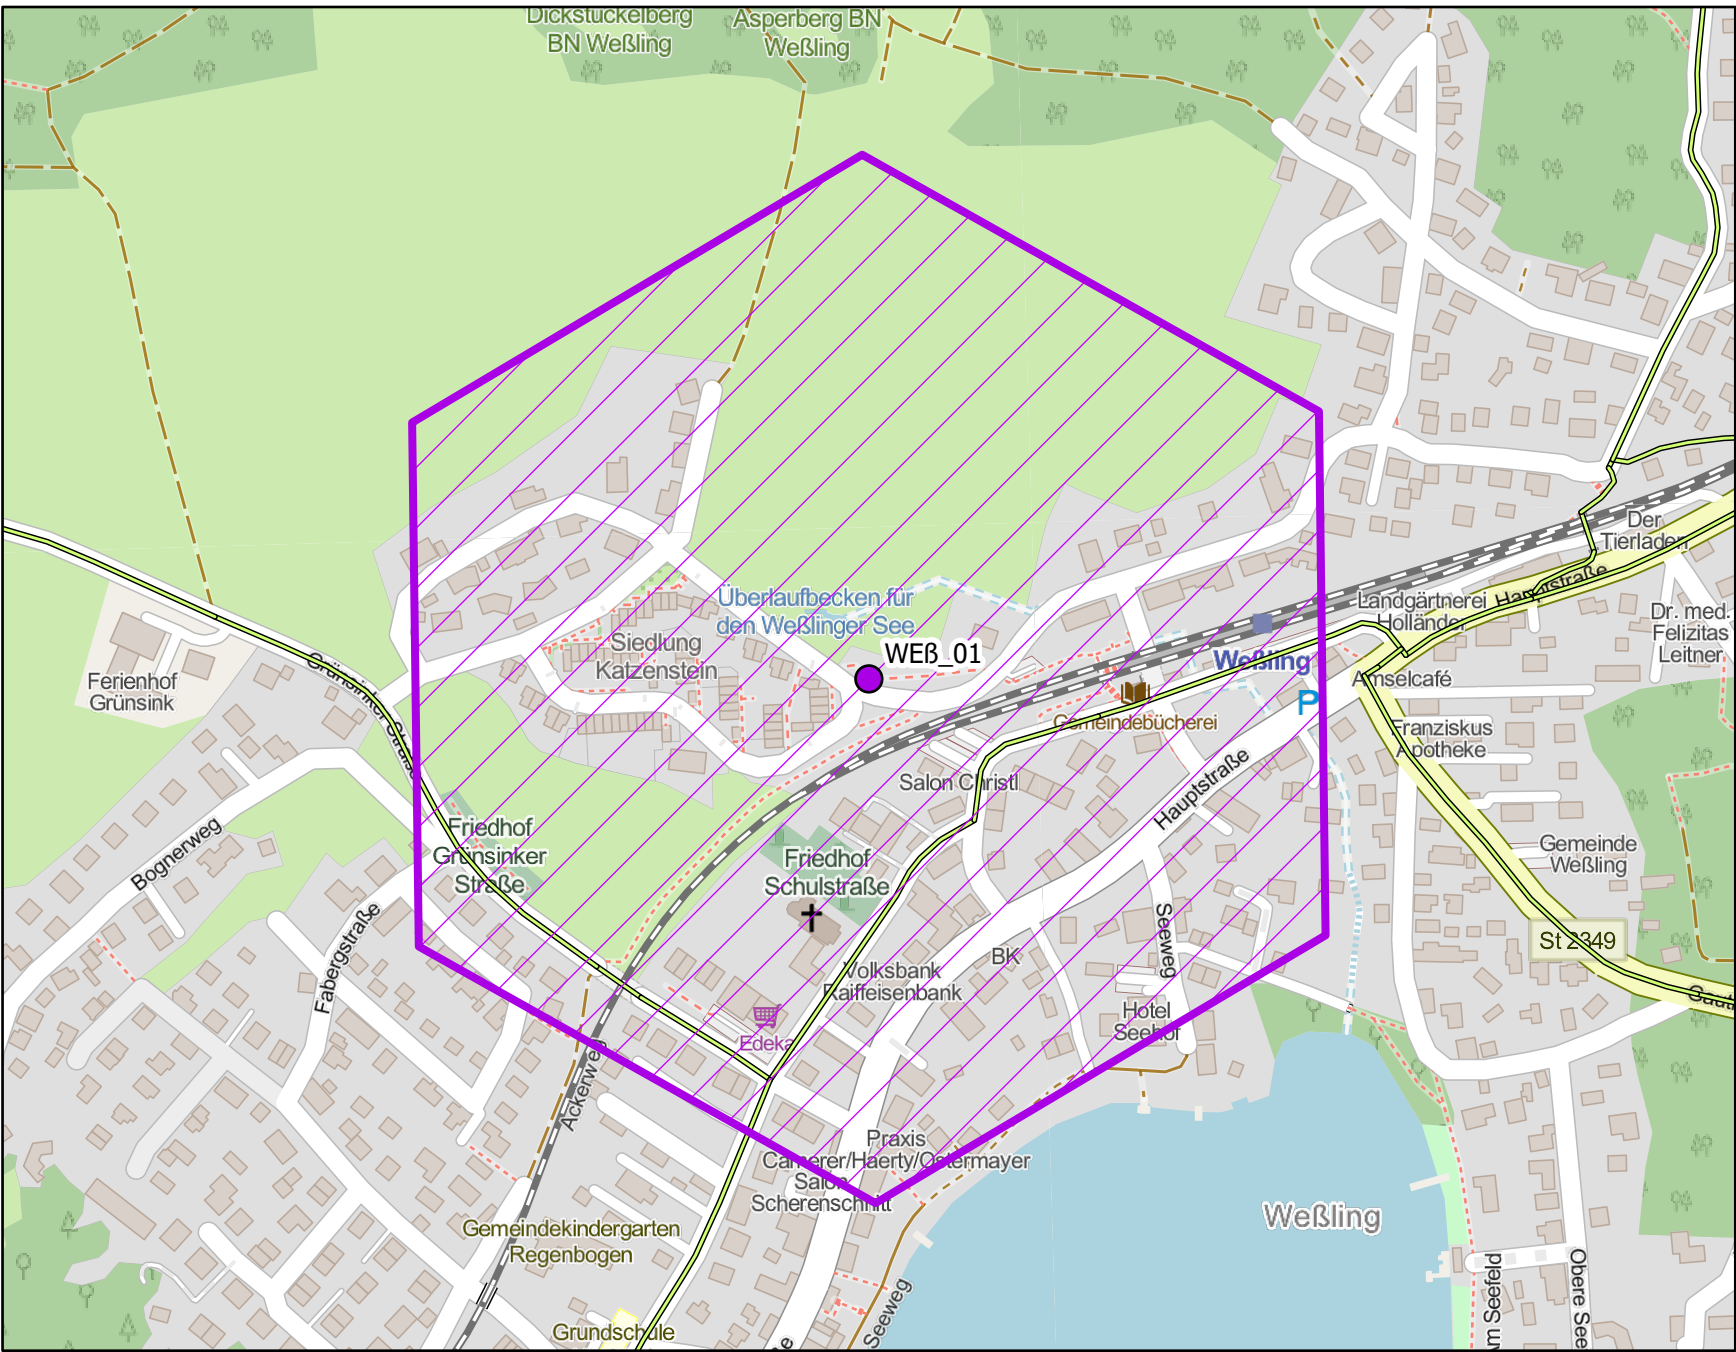 Dickstückelberg
BN Weßling
Asperberg BN
Weßling
Der
Tierladen
Hauptstraße
Landgärtnerei
Holländer
Dr. med.
Felizitas
Leitner
Überlaufbecken für
den Weßlinger See
Siedlung
Katzenstein
WEß_01
Weßling
Amselcafé
P
Ferienhof
Grünsink
Grünsinker Straße
Gemeindebücherei
Franziskus
Apotheke
Salon Christl
Hauptstraße
Bognerweg
Friedhof
Grünsinker
Straße
Friedhof
Schulstraße
Gemeinde
Weßling
Fabergstraße
Seeweg
St 2349
BK
Volksbank
Raiffeisenbank
Hotel
Seehof
Edeka
Ackerweg
Praxis
Camerer/Haerty/Ostermayer
Salon
Scherenschnitt
Weßling
Gemeindekindergarten
Regenbogen
Seeweg
Am Seefeld
Obere See
Grundschule